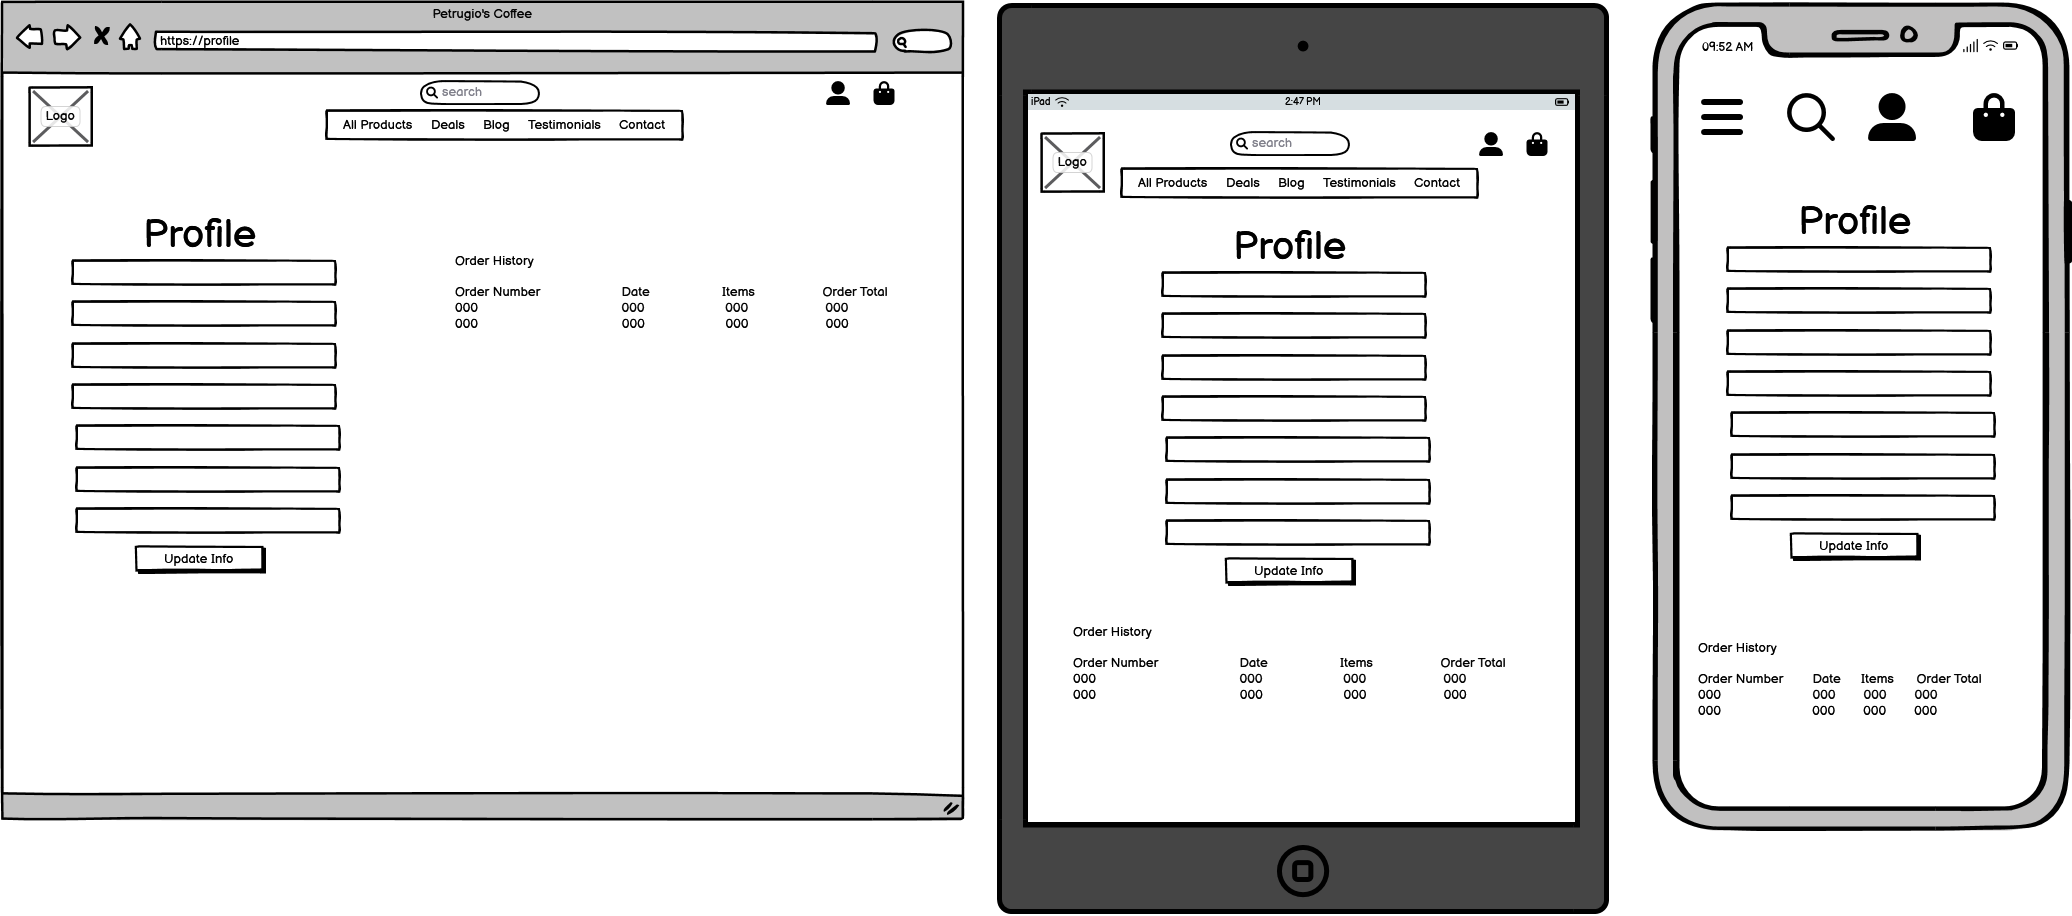 Petrugio's Coffee
https://profile
search
Logo
All Products Deals Blog Testimonials Contact
Profile
Order History
Order Number Date Items Order Total
000 000 000 000
000 000 000 000
Update Info
iPad 2:47 PM
search
Logo
All Products Deals Blog Testimonials Contact
Profile
Update Info
Order History
Order Number Date Items Order Total
000 000 000 000
000 000 000 000
09:52 AM
Profile
Update Info
Order History
Order Number Date Items Order Total
000 000 000 000
000 000 000 000